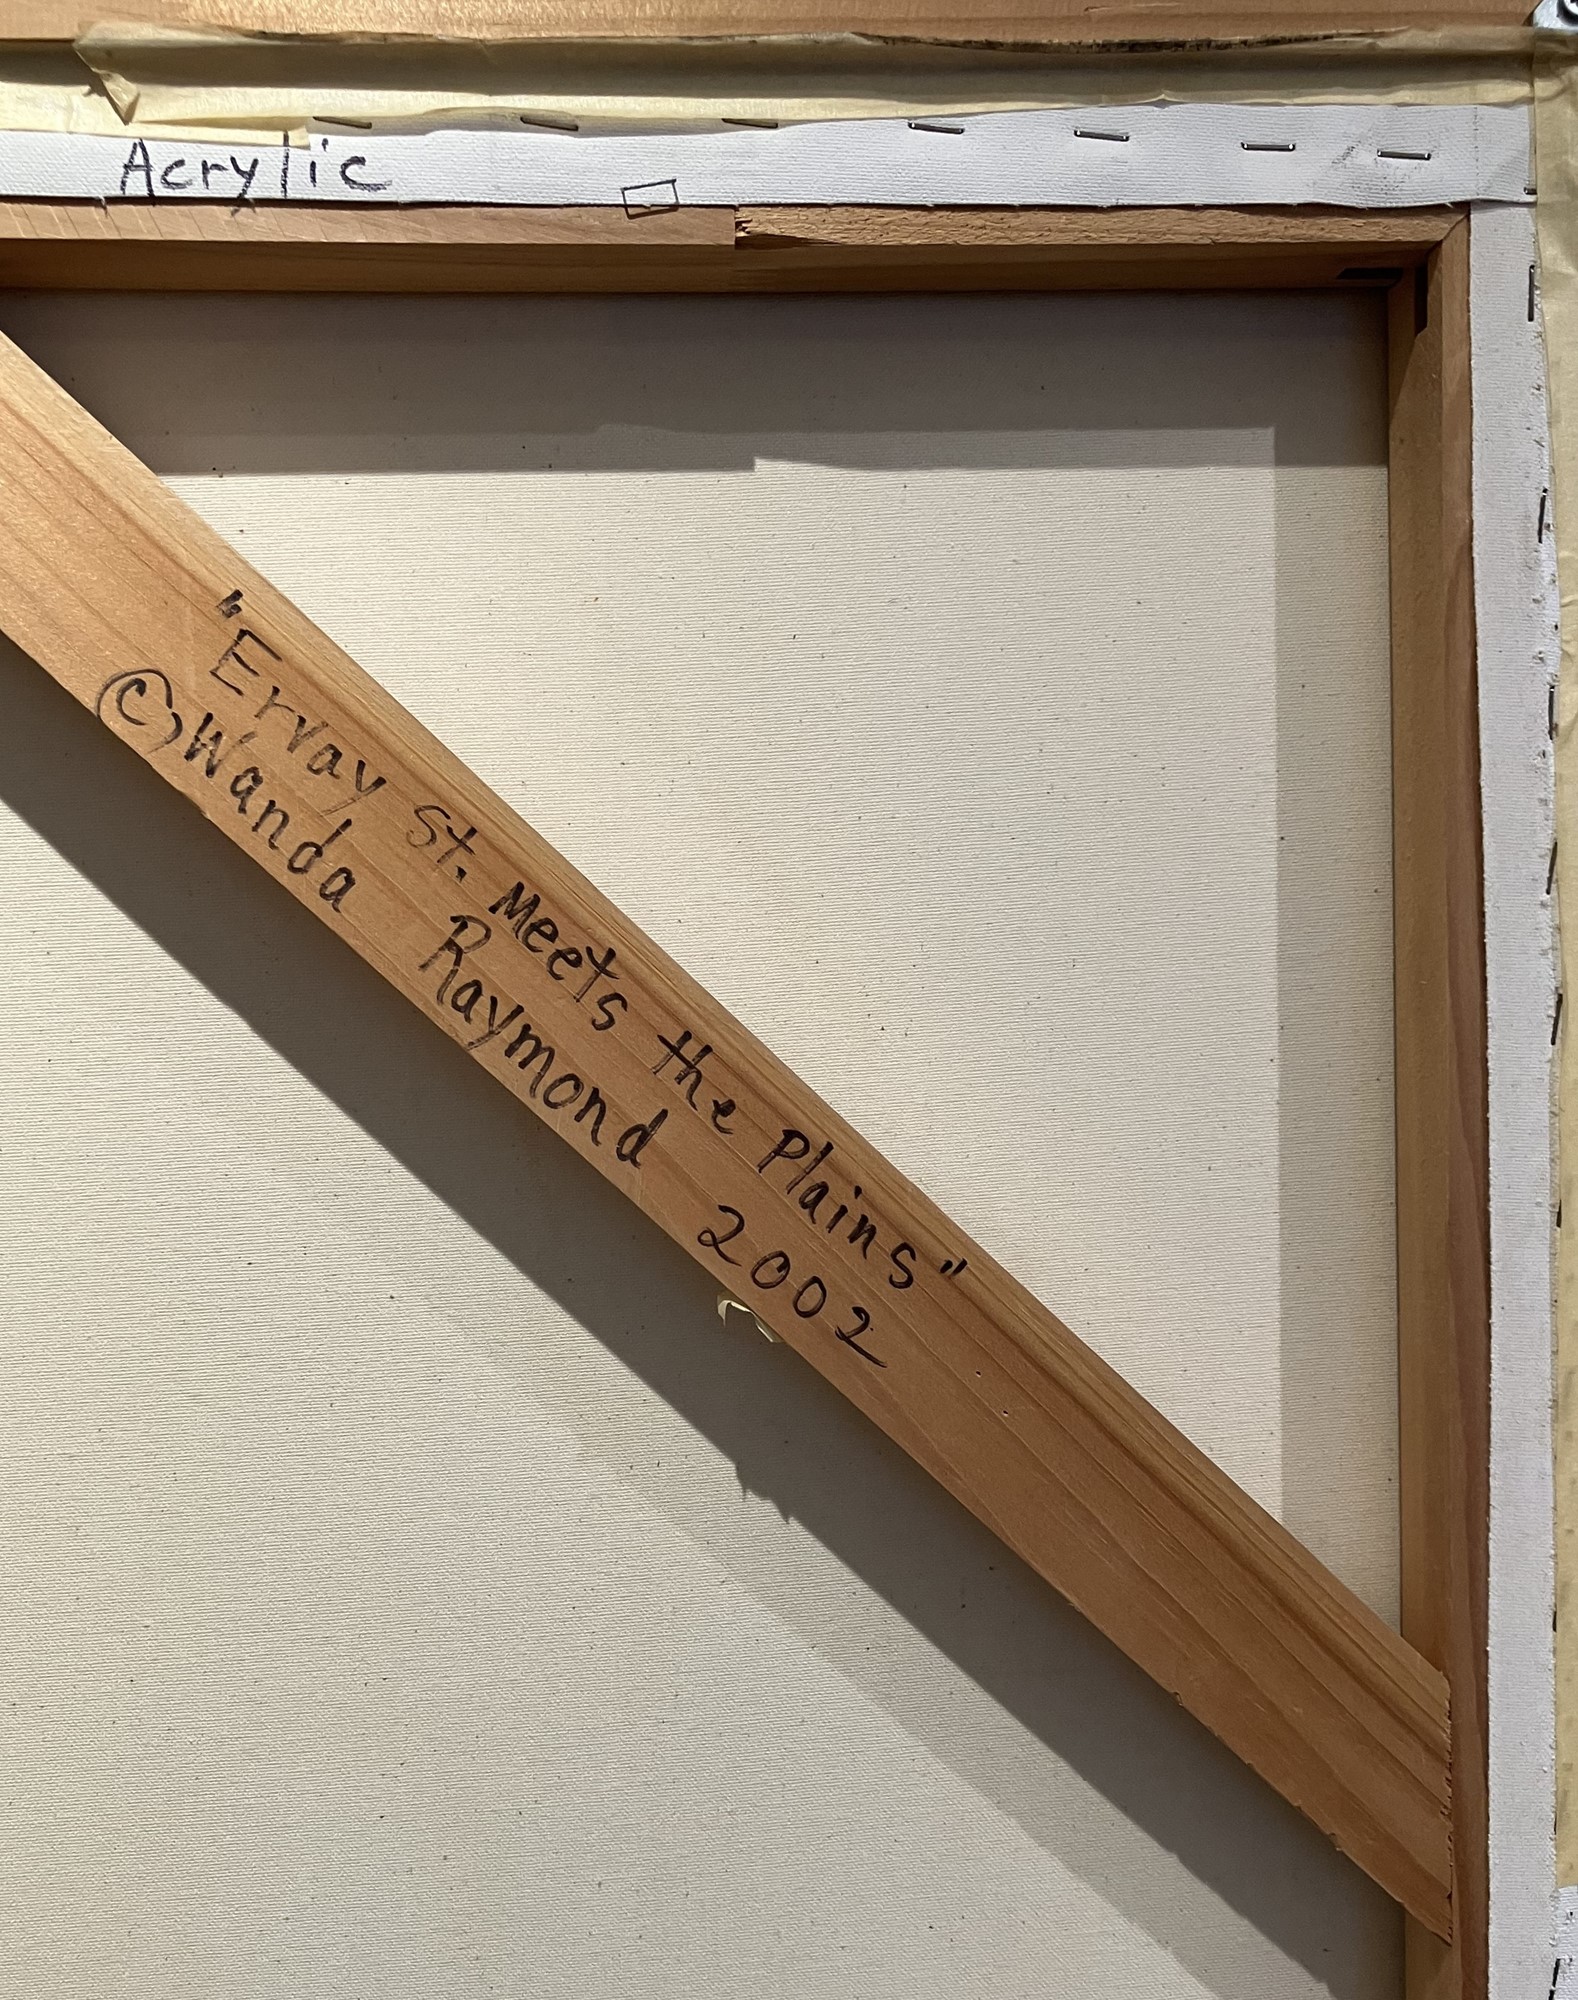 Acrylic
"Ervay St. Meets the Plains"
© Wanda Raymond 2002